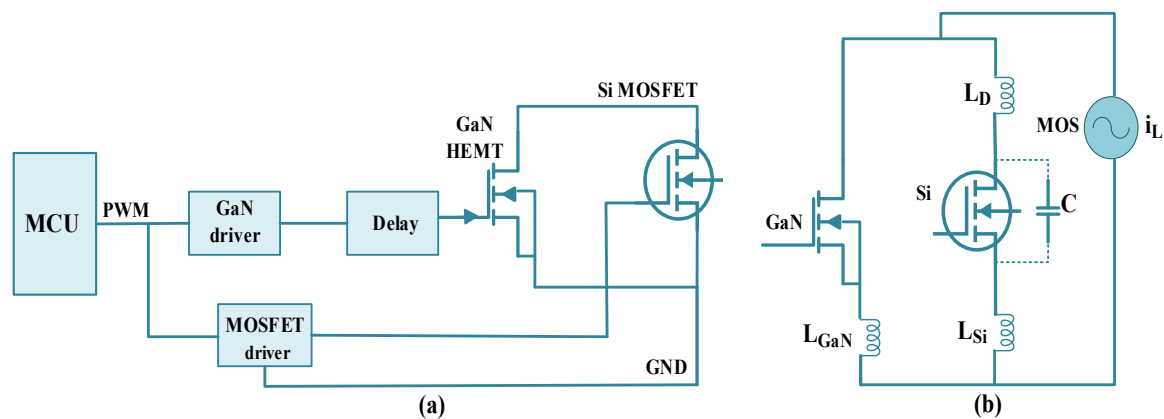 MCU
PWM
GaN
driver
Delay
GaN
HEMT
Si MOSFET
MOSFET
driver
GND
(a)
GaN
L_GaN
L_D
Si
C
L_Si
MOS
i_L
(b)